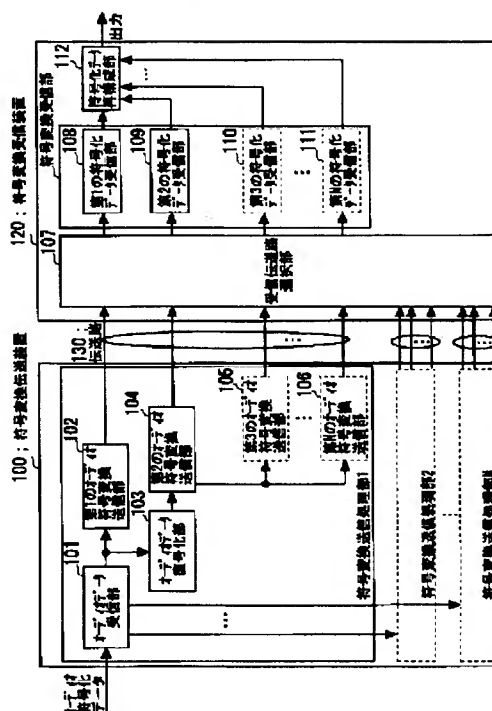 100;符号変換伝送装置
オーディオ
符号化
データ
101
オーディオデータ
受信部
102
第1のオーディオ
符号変換
送信部
103
オーディオデータ
復号化部
104
第2のオーディオ
符号変換
送信部
105
第3のオーディオ
符号変換
送信部
106
第Nのオーディオ
符号変換
送信部
符号変換送信処理部1
符号変換送信処理部2
130
伝送路
120;符号変換受信装置
107
受信伝送路
選択部
符号変換受信部
108
第1の符号化
データ受信部
109
第2の符号化
データ受信部
110
第3の符号化
データ受信部
111
第Nの符号化
データ受信部
112
符号化データ
再構成部
出力